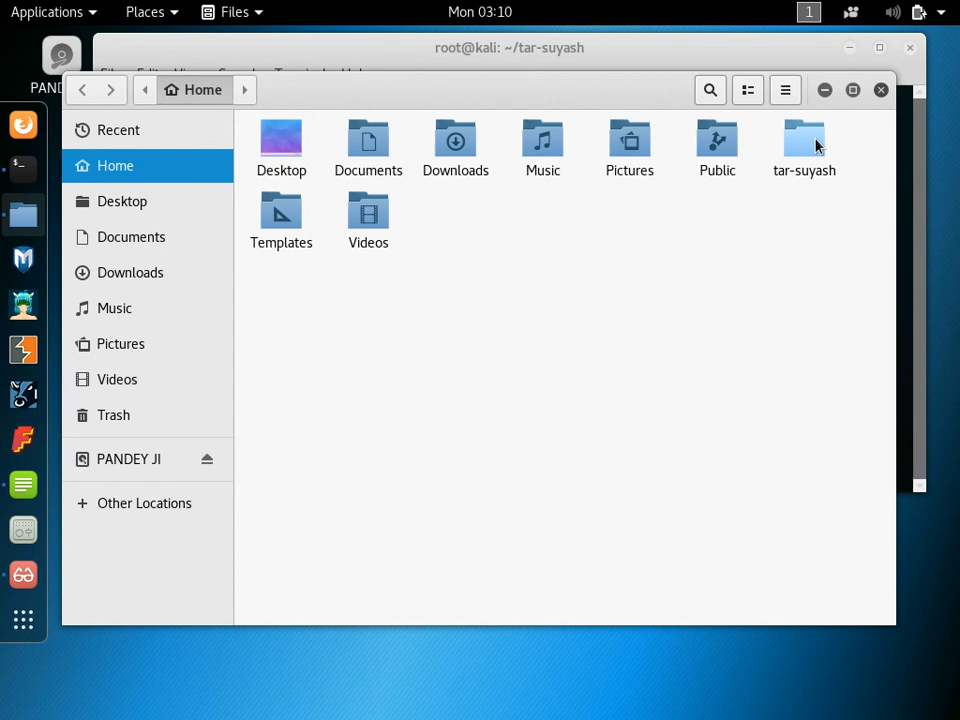 Applications Places Files Mon 03:10 1
root@kali: ~/tar-suyash
PAND
Home
Recent
Home
Desktop
Documents
Downloads
Music
Pictures
Videos
Trash
PANDEY JI
+ Other Locations
Desktop Documents Downloads Music Pictures Public tar-suyash
Templates Videos